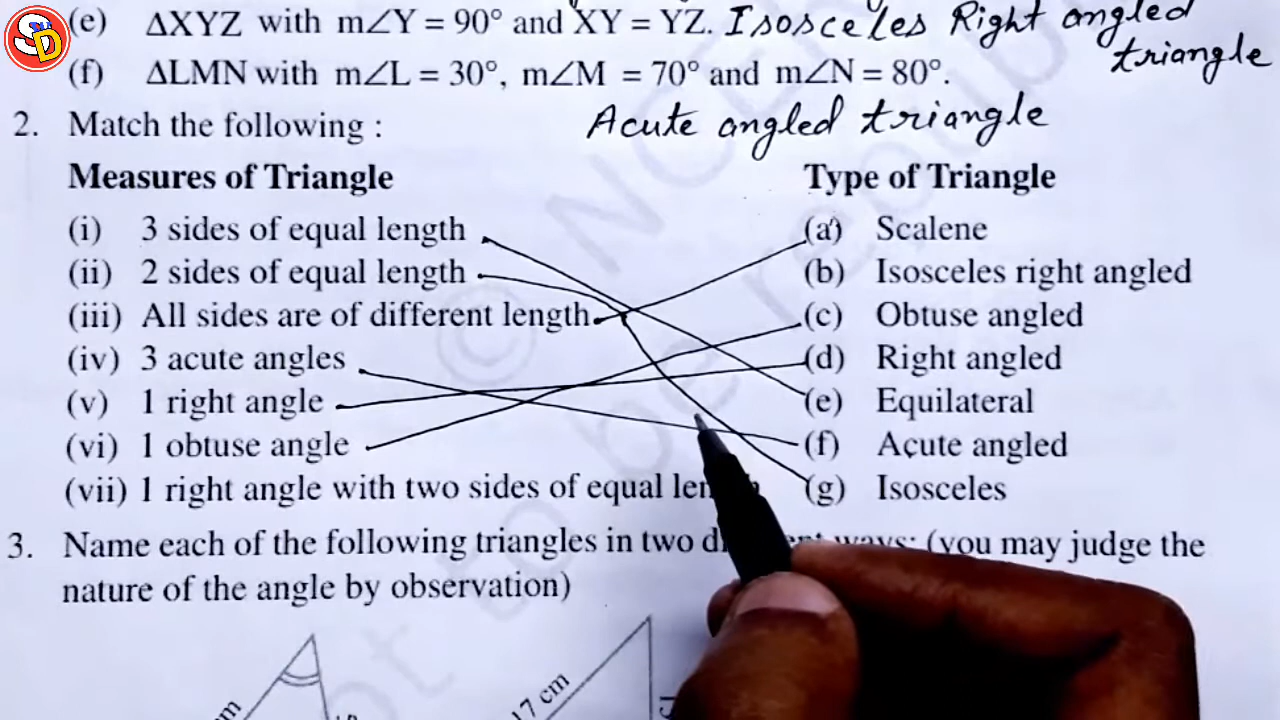 SD
(e) ΔXYZ with m∠Y = 90° and XY = YZ. Isosceles Right angled
triangle
(f) ΔLMN with m∠L = 30°, m∠M = 70° and m∠N = 80°.
Acute angled triangle
2. Match the following :
Measures of Triangle Type of Triangle
(i) 3 sides of equal length (a) Scalene
(ii) 2 sides of equal length (b) Isosceles right angled
(iii) All sides are of different length (c) Obtuse angled
(iv) 3 acute angles (d) Right angled
(v) 1 right angle (e) Equilateral
(vi) 1 obtuse angle (f) Acute angled
(vii) 1 right angle with two sides of equal (g) Isosceles
3. Name each of the following triangles in two (you may judge the
nature of the angle by observation)
17 cm